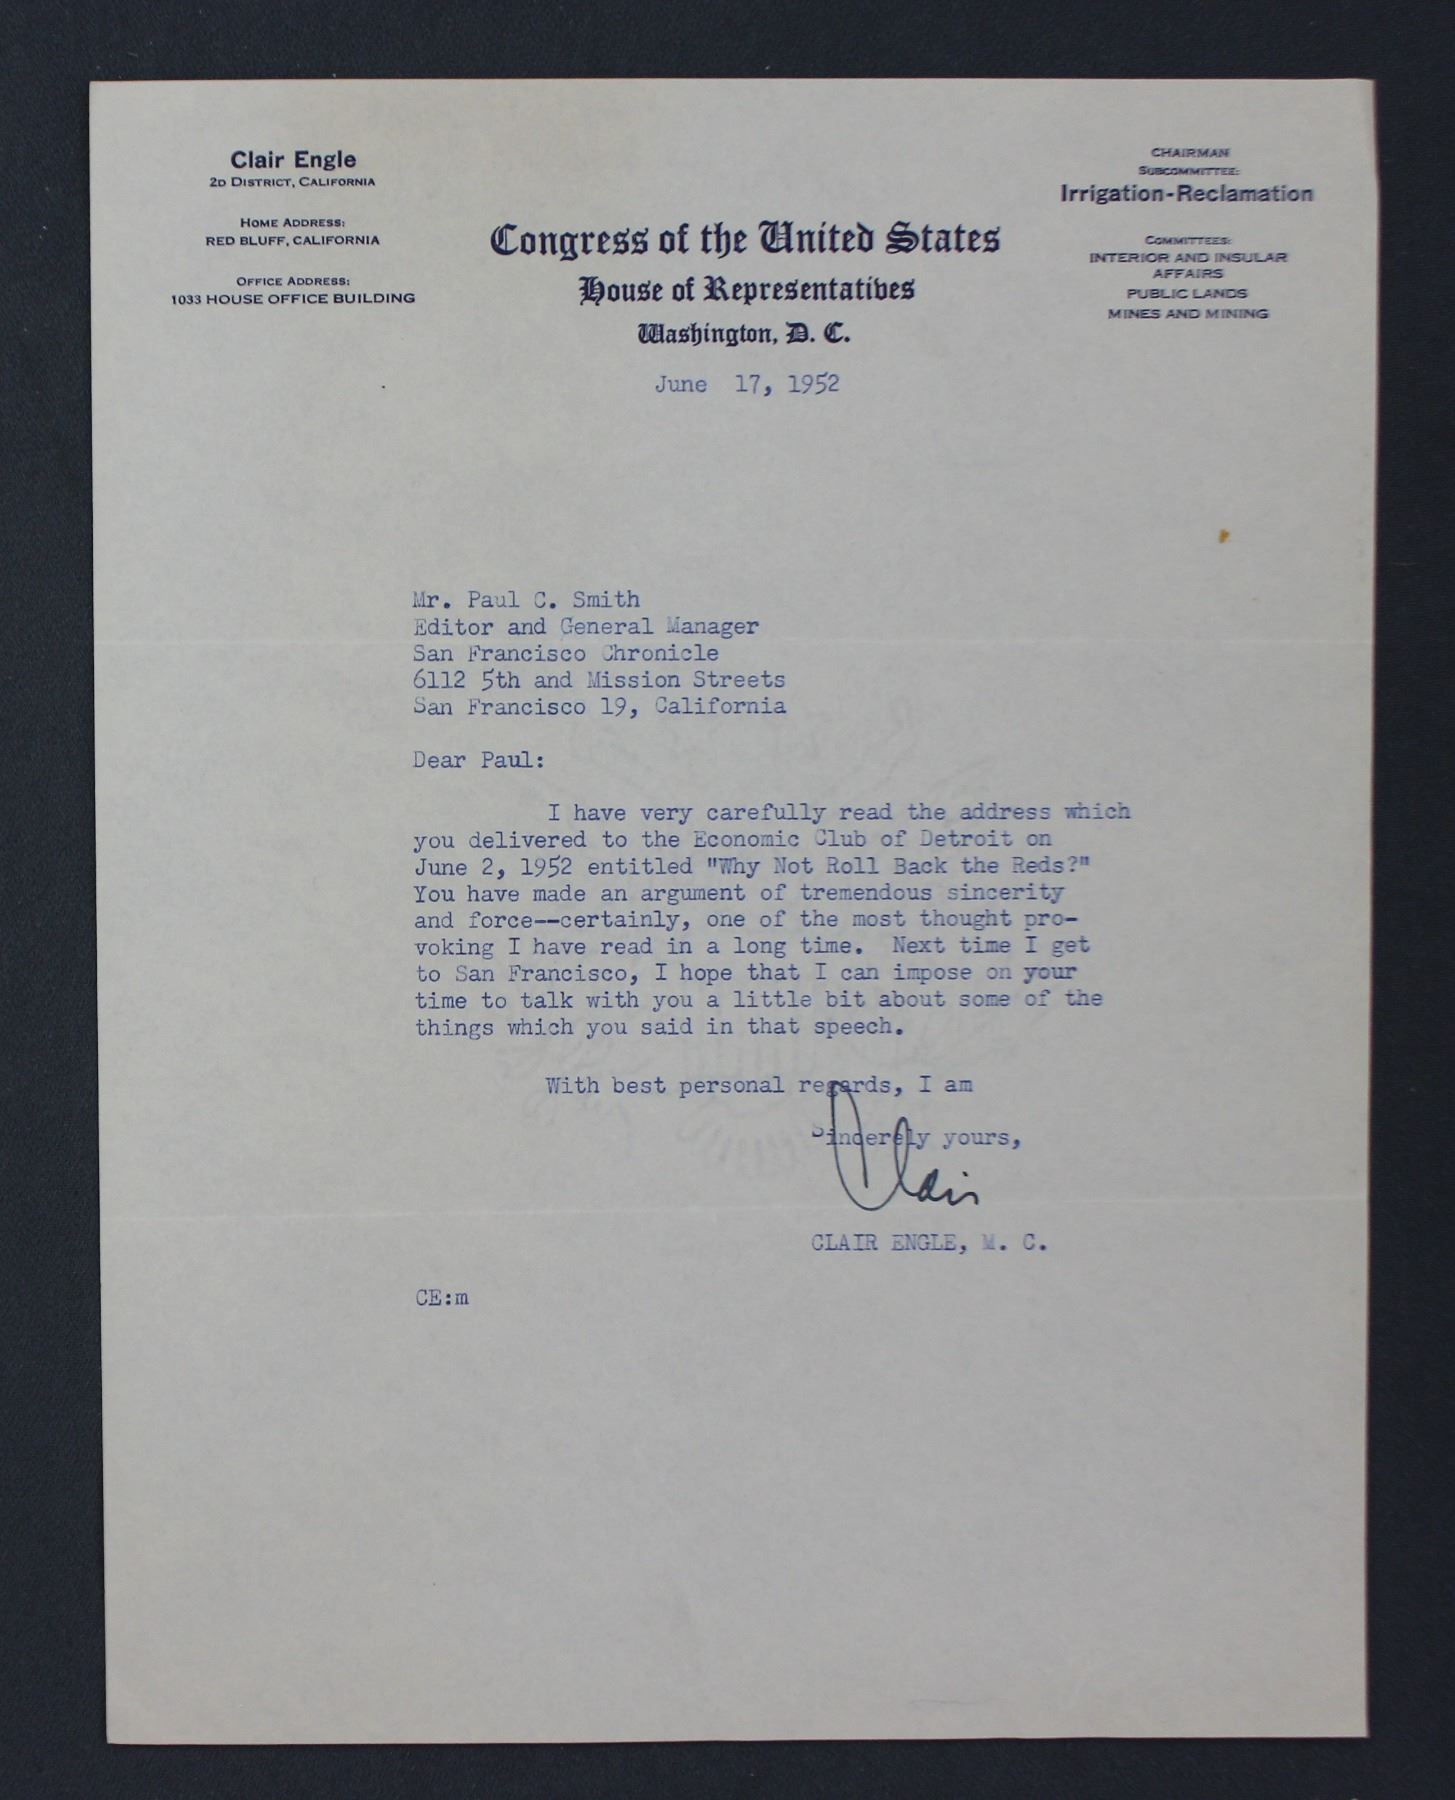 Clair Engle
2D DISTRICT, CALIFORNIA
HOME ADDRESS:
RED BLUFF, CALIFORNIA
OFFICE ADDRESS:
1033 HOUSE OFFICE BUILDING
CHAIRMAN
SUBCOMMITTEE:
Irrigation-Reclamation
COMMITTEES:
INTERIOR AND INSULAR
AFFAIRS
PUBLIC LANDS
MINES AND MINING
Congress of the United States
House of Representatives
Washington, D. C.
June 17, 1952
Mr. Paul C. Smith
Editor and General Manager
San Francisco Chronicle
6112 5th and Mission Streets
San Francisco 19, California
Dear Paul:
I have very carefully read the address which
you delivered to the Economic Club of Detroit on
June 2, 1952 entitled "Why Not Roll Back the Reds?"
You have made an argument of tremendous sincerity
and force--certainly, one of the most thought pro-
voking I have read in a long time. Next time I get
to San Francisco, I hope that I can impose on your
time to talk with you a little bit about some of the
things which you said in that speech.
With best personal regards, I am
Sincerely yours,
Clair
CLAIR ENGLE, M. C.
CE:m